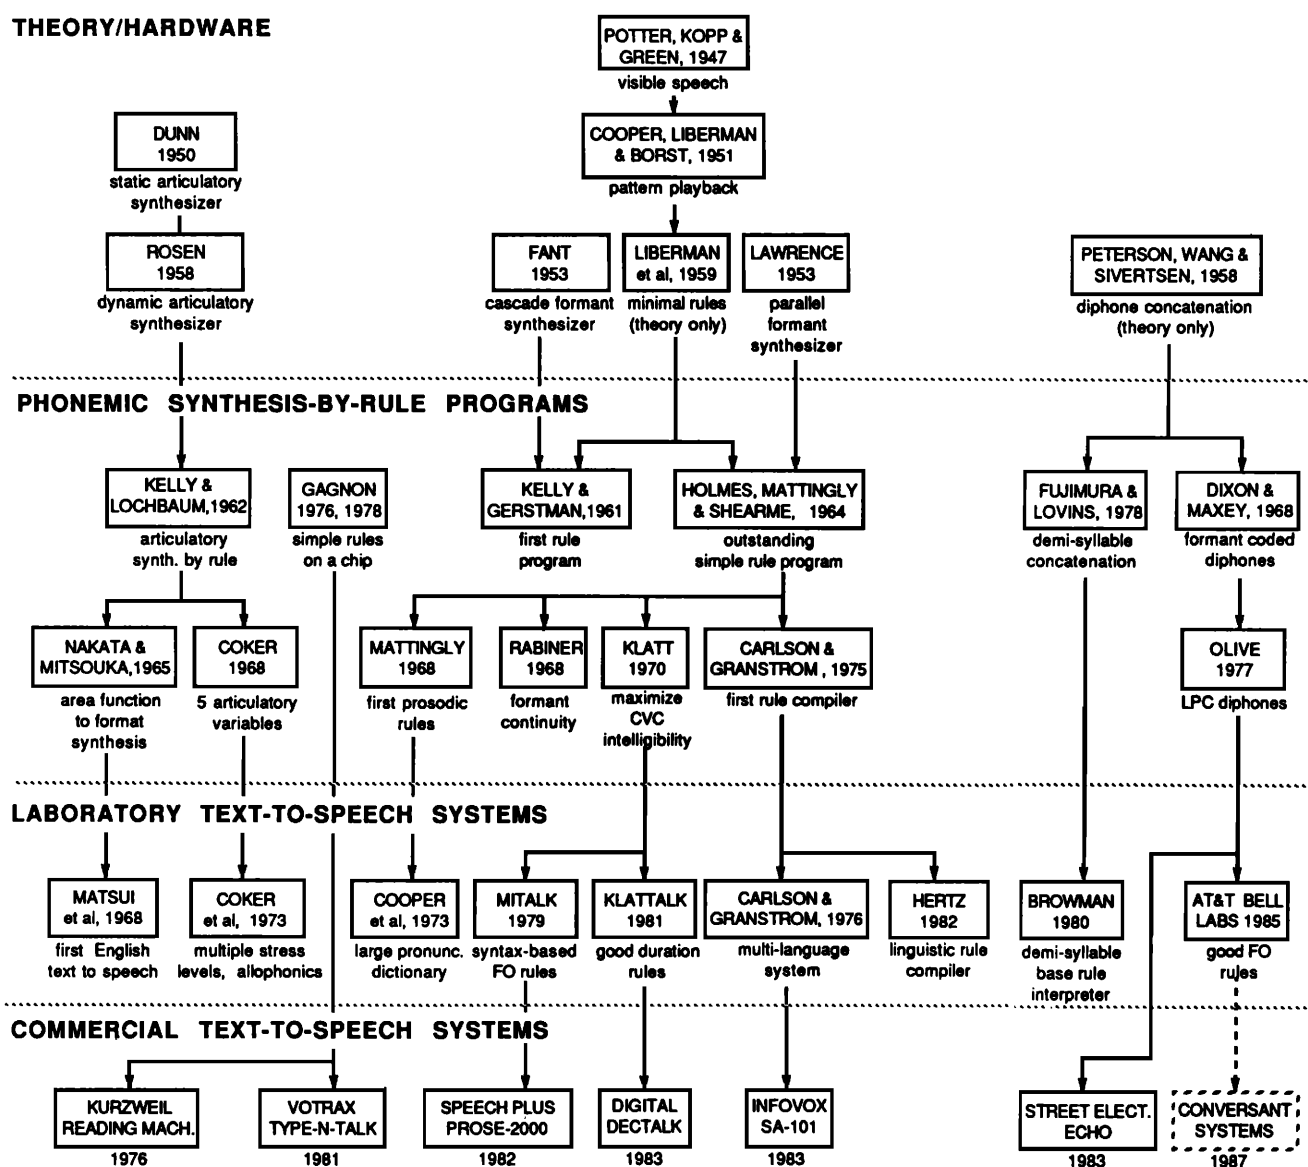 THEORY/HARDWARE
POTTER, KOPP &
GREEN, 1947
visible speech
DUNN
1950
static articulatory
synthesizer
COOPER, LIBERMAN
& BORST, 1951
pattern playback
ROSEN
1958
dynamic articulatory
synthesizer
FANT
1953
cascade formant
synthesizer
LIBERMAN
et al, 1959
minimal rules
(theory only)
LAWRENCE
1953
parallel
formant
synthesizer
PETERSON, WANG &
SIVERTSEN, 1958
diphone concatenation
(theory only)
PHONEMIC SYNTHESIS-BY-RULE PROGRAMS
KELLY &
LOCHBAUM,1962
articulatory
synth. by rule
GAGNON
1976, 1978
simple rules
on a chip
KELLY &
GERSTMAN,1961
first rule
program
HOLMES, MATTINGLY
& SHEARME, 1964
outstanding
simple rule program
FUJIMURA &
LOVINS, 1978
demi-syllable
concatenation
DIXON &
MAXEY, 1968
formant coded
diphones
NAKATA &
MITSOUKA,1965
area function
to format
synthesis
COKER
1968
5 articulatory
variables
MATTINGLY
1968
first prosodic
rules
RABINER
1968
formant
continuity
KLATT
1970
maximize
CVC
intelligibility
CARLSON &
GRANSTROM , 1975
first rule compiler
OLIVE
1977
LPC diphones
LABORATORY TEXT-TO-SPEECH SYSTEMS
MATSUI
et al, 1968
first English
text to speech
COKER
et al, 1973
multiple stress
levels, allophonics
COOPER
et al, 1973
large pronunc.
dictionary
MITALK
1979
syntax-based
FO rules
KLATTALK
1981
good duration
rules
CARLSON &
GRANSTROM, 1976
multi-language
system
HERTZ
1982
linguistic rule
compiler
BROWMAN
1980
demi-syllable
base rule
interpreter
AT&T BELL
LABS 1985
good FO
rules
COMMERCIAL TEXT-TO-SPEECH SYSTEMS
KURZWEIL
READING MACH.
1976
VOTRAX
TYPE-N-TALK
1981
SPEECH PLUS
PROSE-2000
1982
DIGITAL
DECTALK
1983
INFOVOX
SA-101
1983
STREET ELECT.
ECHO
1983
CONVERSANT
SYSTEMS
1987